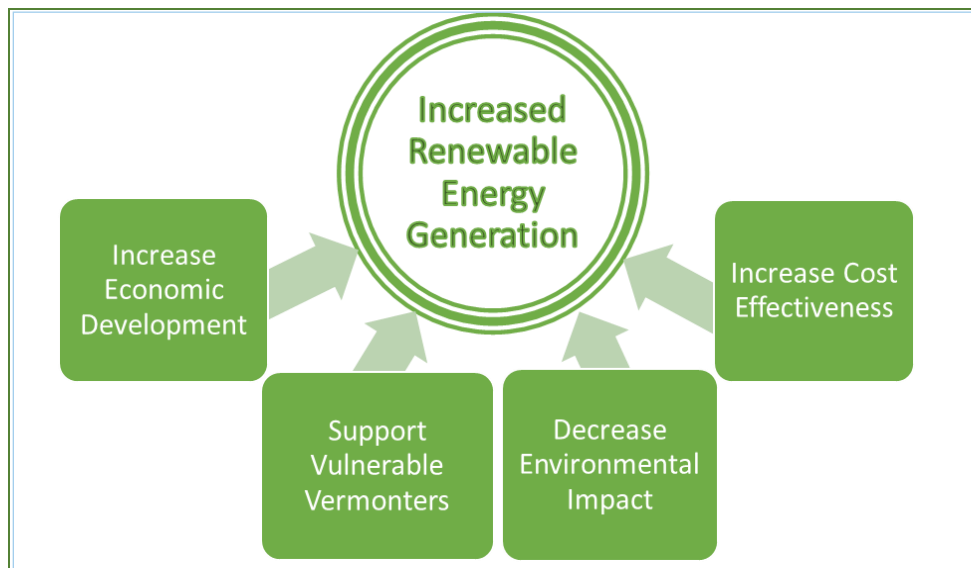 Increased
Renewable
Energy
Generation
Increase
Economic
Development
Support
Vulnerable
Vermonters
Decrease
Environmental
Impact
Increase Cost
Effectiveness